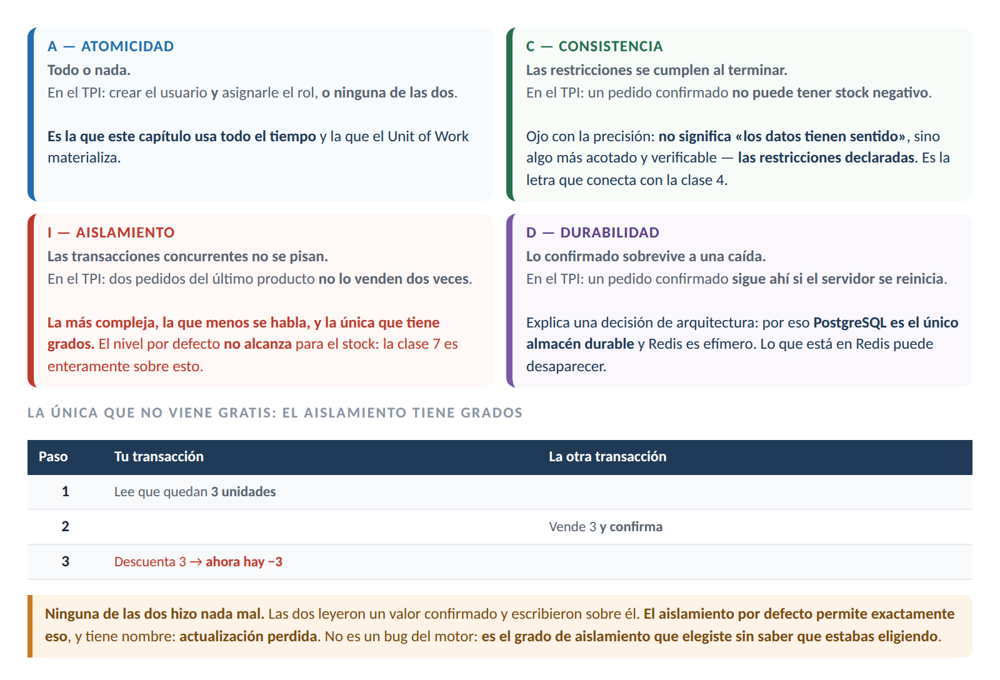 A — ATOMICIDAD
Todo o nada.
En el TPI: crear el usuario y asignarle el rol, o ninguna de las dos.
Es la que este capítulo usa todo el tiempo y la que el Unit of Work
materializa.
C — CONSISTENCIA
Las restricciones se cumplen al terminar.
En el TPI: un pedido confirmado no puede tener stock negativo.
Ojo con la precisión: no significa «los datos tienen sentido», sino
algo más acotado y verificable — las restricciones declaradas. Es la
letra que conecta con la clase 4.
I — AISLAMIENTO
Las transacciones concurrentes no se pisan.
En el TPI: dos pedidos del último producto no lo venden dos veces.
La más compleja, la que menos se habla, y la única que tiene
grados. El nivel por defecto no alcanza para el stock: la clase 7 es
enteramente sobre esto.
D — DURABILIDAD
Lo confirmado sobrevive a una caída.
En el TPI: un pedido confirmado sigue ahí si el servidor se reinicia.
Explica una decisión de arquitectura: por eso PostgreSQL es el único
almacén durable y Redis es efímero. Lo que está en Redis puede
desaparecer.
LA ÚNICA QUE NO VIENE GRATIS: EL AISLAMIENTO TIENE GRADOS
Paso Tu transacción La otra transacción
1 Lee que quedan 3 unidades
2 Vende 3 y confirma
3 Descuenta 3 → ahora hay −3
Ninguna de las dos hizo nada mal. Las dos leyeron un valor confirmado y escribieron sobre él. El aislamiento por defecto permite exactamente
eso, y tiene nombre: actualización perdida. No es un bug del motor: es el grado de aislamiento que elegiste sin saber que estabas eligiendo.